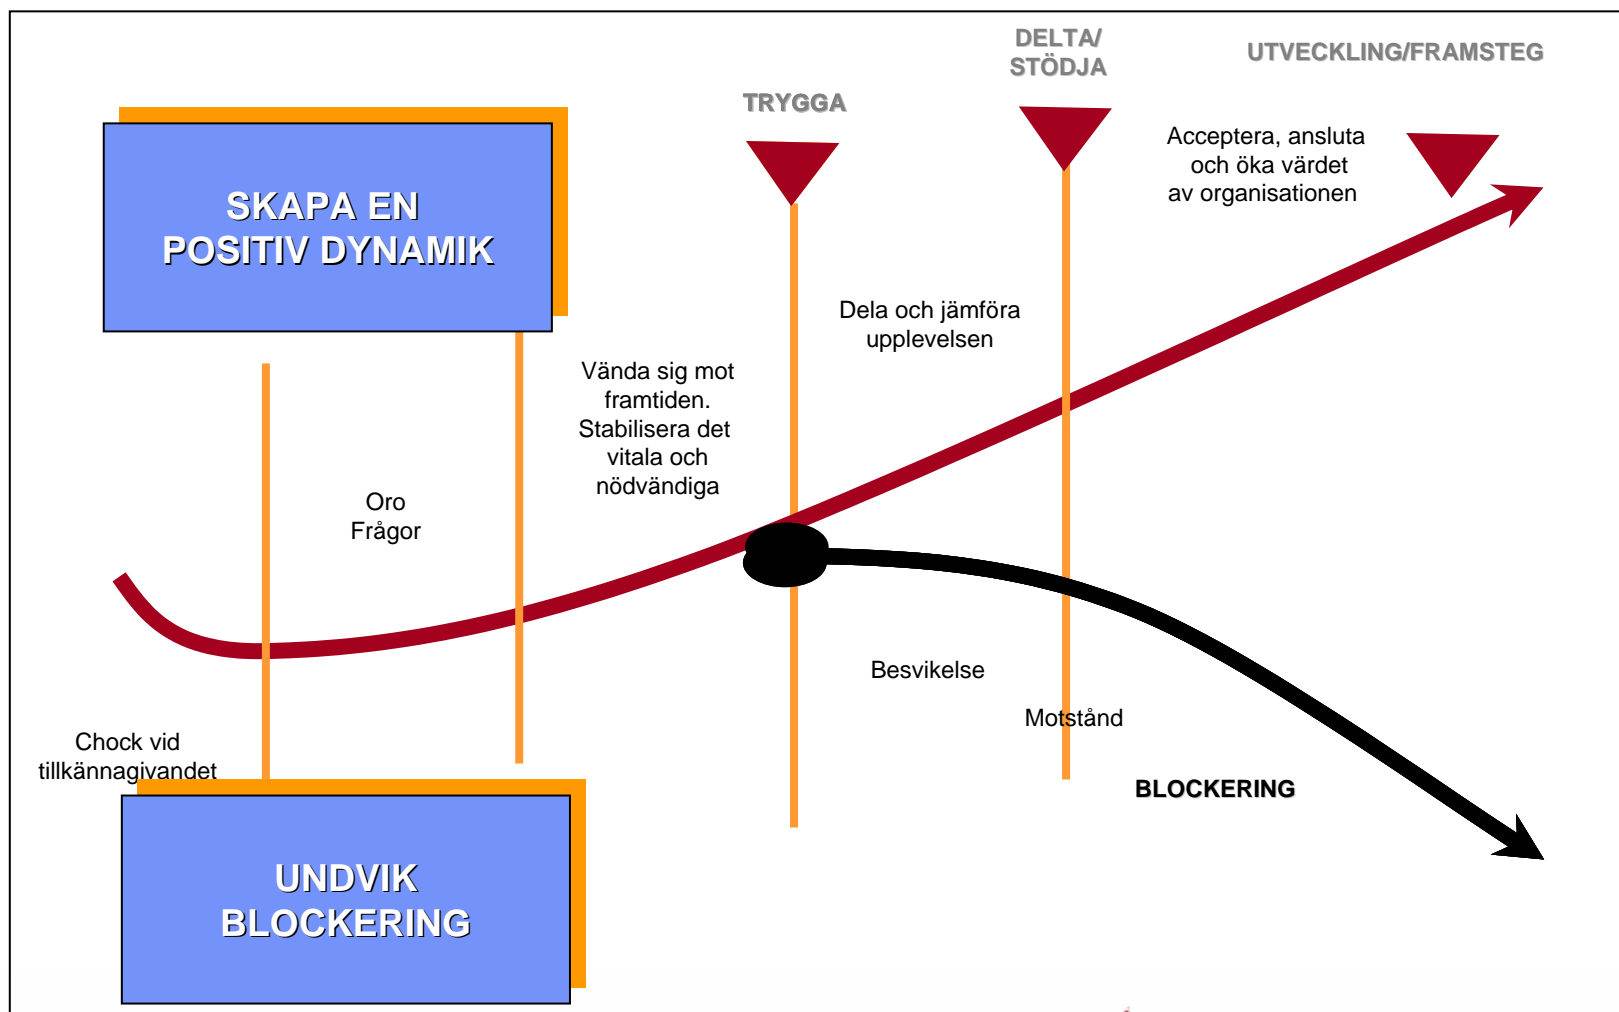 DELTA/
STÖDJA
UTVECKLING/FRAMSTEG
TRYGGA
Acceptera, ansluta
och öka värdet
av organisationen
SKAPA EN
POSITIV DYNAMIK
Dela och jämföra
upplevelsen
Vända sig mot
framtiden.
Stabilisera det
vitala och
nödvändiga
Oro
Frågor
Besvikelse
Motstånd
Chock vid
tillkännagivandet
BLOCKERING
UNDVIK
BLOCKERING